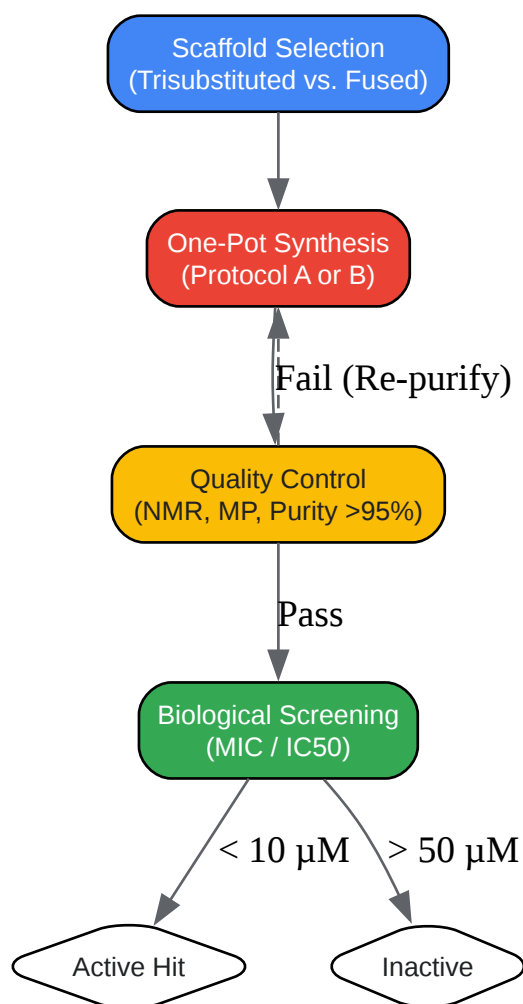 Scaffold Selection
(Trisubstituted vs. Fused)
One-Pot Synthesis
(Protocol A or B)
Fail (Re-purify)
Quality Control
(NMR, MP, Purity >95%)
Pass
Biological Screening
(MIC / IC50)
< 10 µM
> 50 µM
Active Hit
Inactive